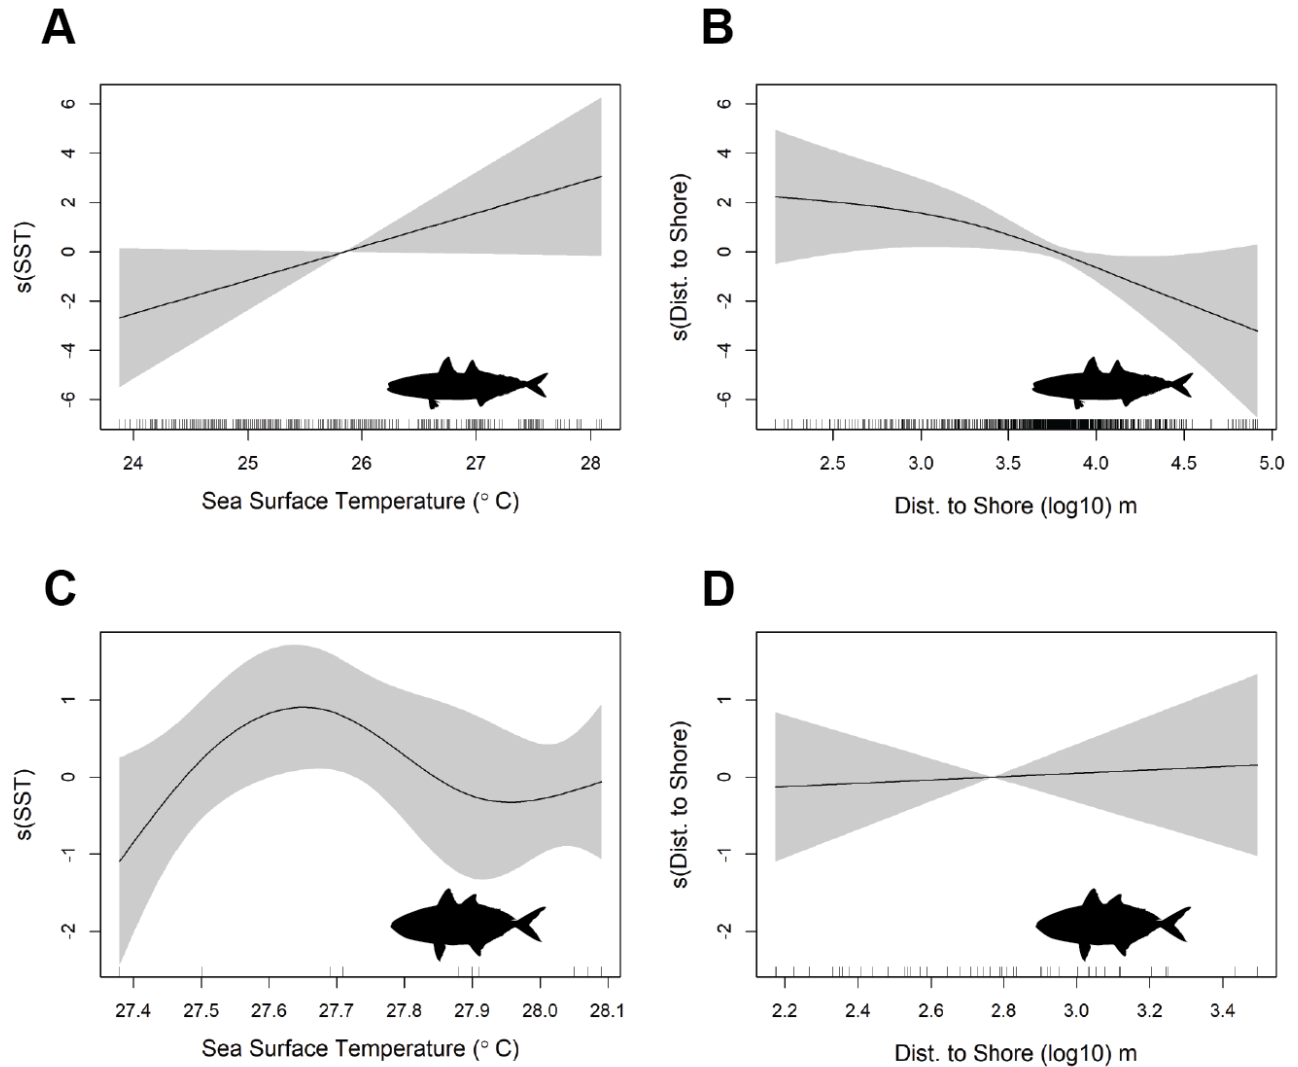 A
B
6
4
2
0
-2
-4
-6
s(SST)
24 25 26 27 28
Sea Surface Temperature (° C)
6
4
2
0
-2
-4
-6
s(Dist. to Shore)
2.5 3.0 3.5 4.0 4.5 5.0
Dist. to Shore (log10) m
C
D
1
0
-1
-2
s(SST)
27.4 27.5 27.6 27.7 27.8 27.9 28.0 28.1
Sea Surface Temperature (° C)
1
0
-1
-2
s(Dist. to Shore)
2.2 2.4 2.6 2.8 3.0 3.2 3.4
Dist. to Shore (log10) m